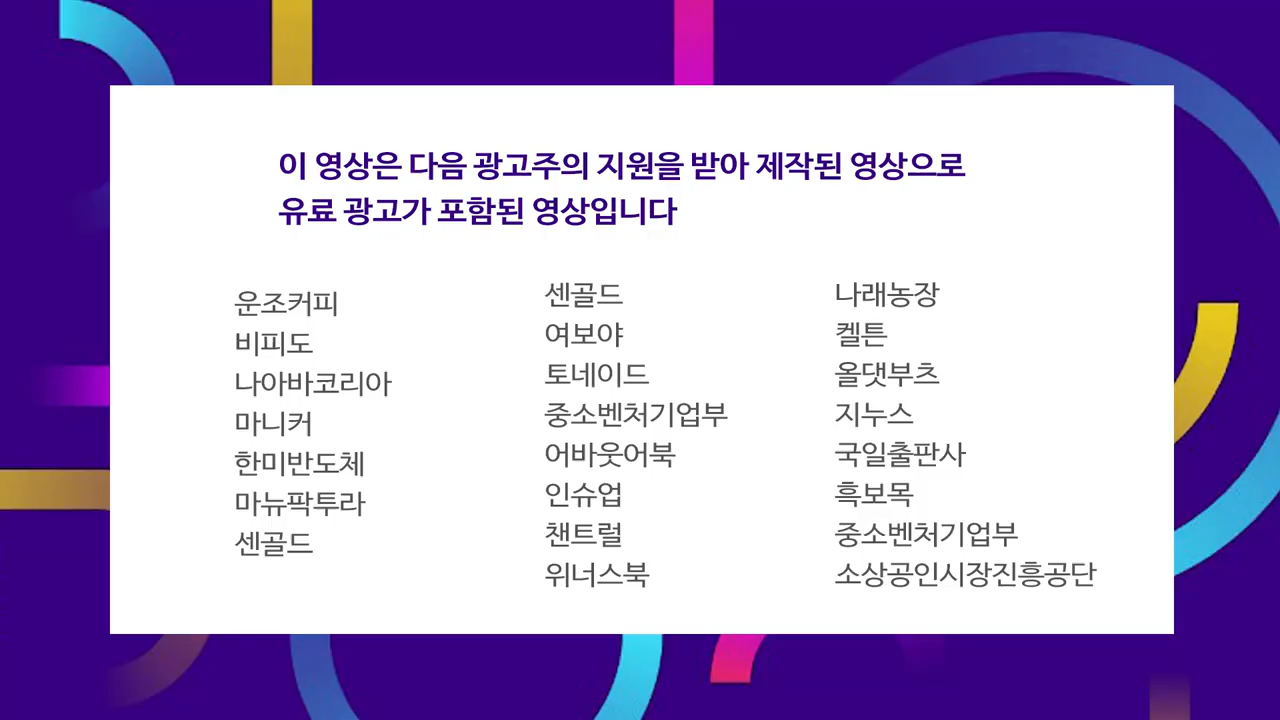 이 영상은 다음 광고주의 지원을 받아 제작된 영상으로
유료 광고가 포함된 영상입니다
운조커피
비피도
나아바코리아
마니커
한미반도체
마뉴팍투라
센골드
센골드
여보야
토네이드
중소벤처기업부
어바웃어북
인슈업
챈트럴
위너스북
나래농장
켈튼
올댓부츠
지누스
국일출판사
흑보목
중소벤처기업부
소상공인시장진흥공단